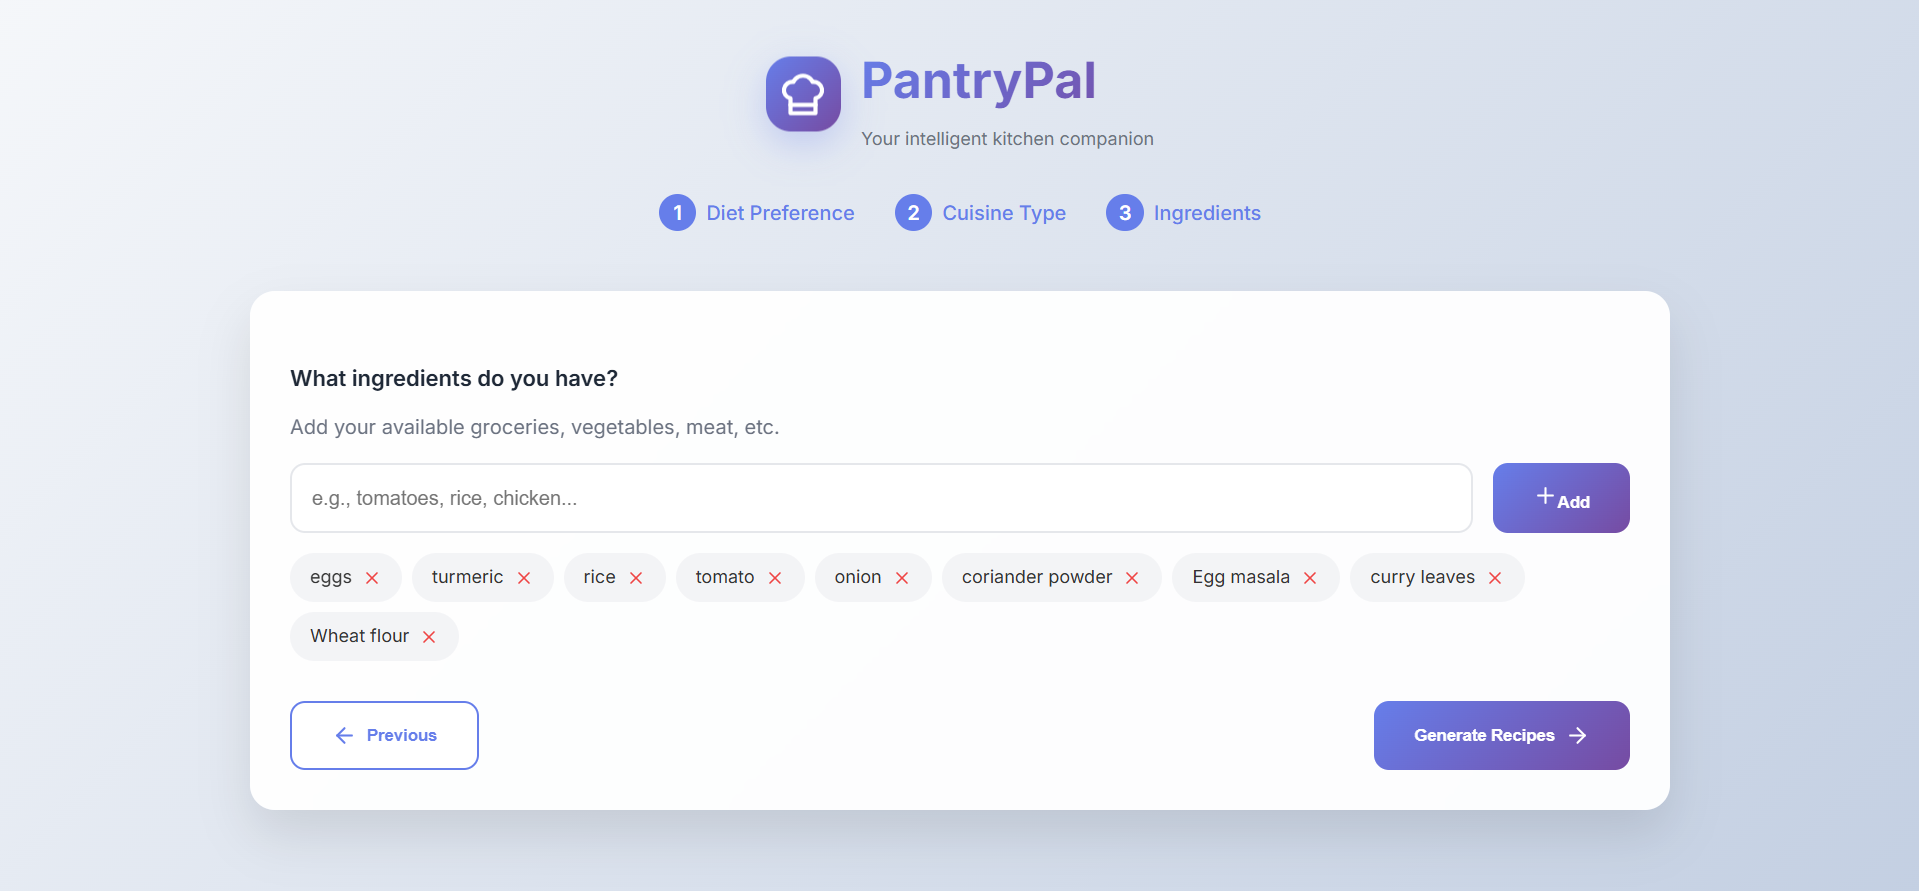 PantryPal
Your intelligent kitchen companion
1 Diet Preference 2 Cuisine Type 3 Ingredients
What ingredients do you have?
Add your available groceries, vegetables, meat, etc.
e.g., tomatoes, rice, chicken...
Add
eggs turmeric rice tomato onion coriander powder Egg masala curry leaves
Wheat flour
Previous Generate Recipes